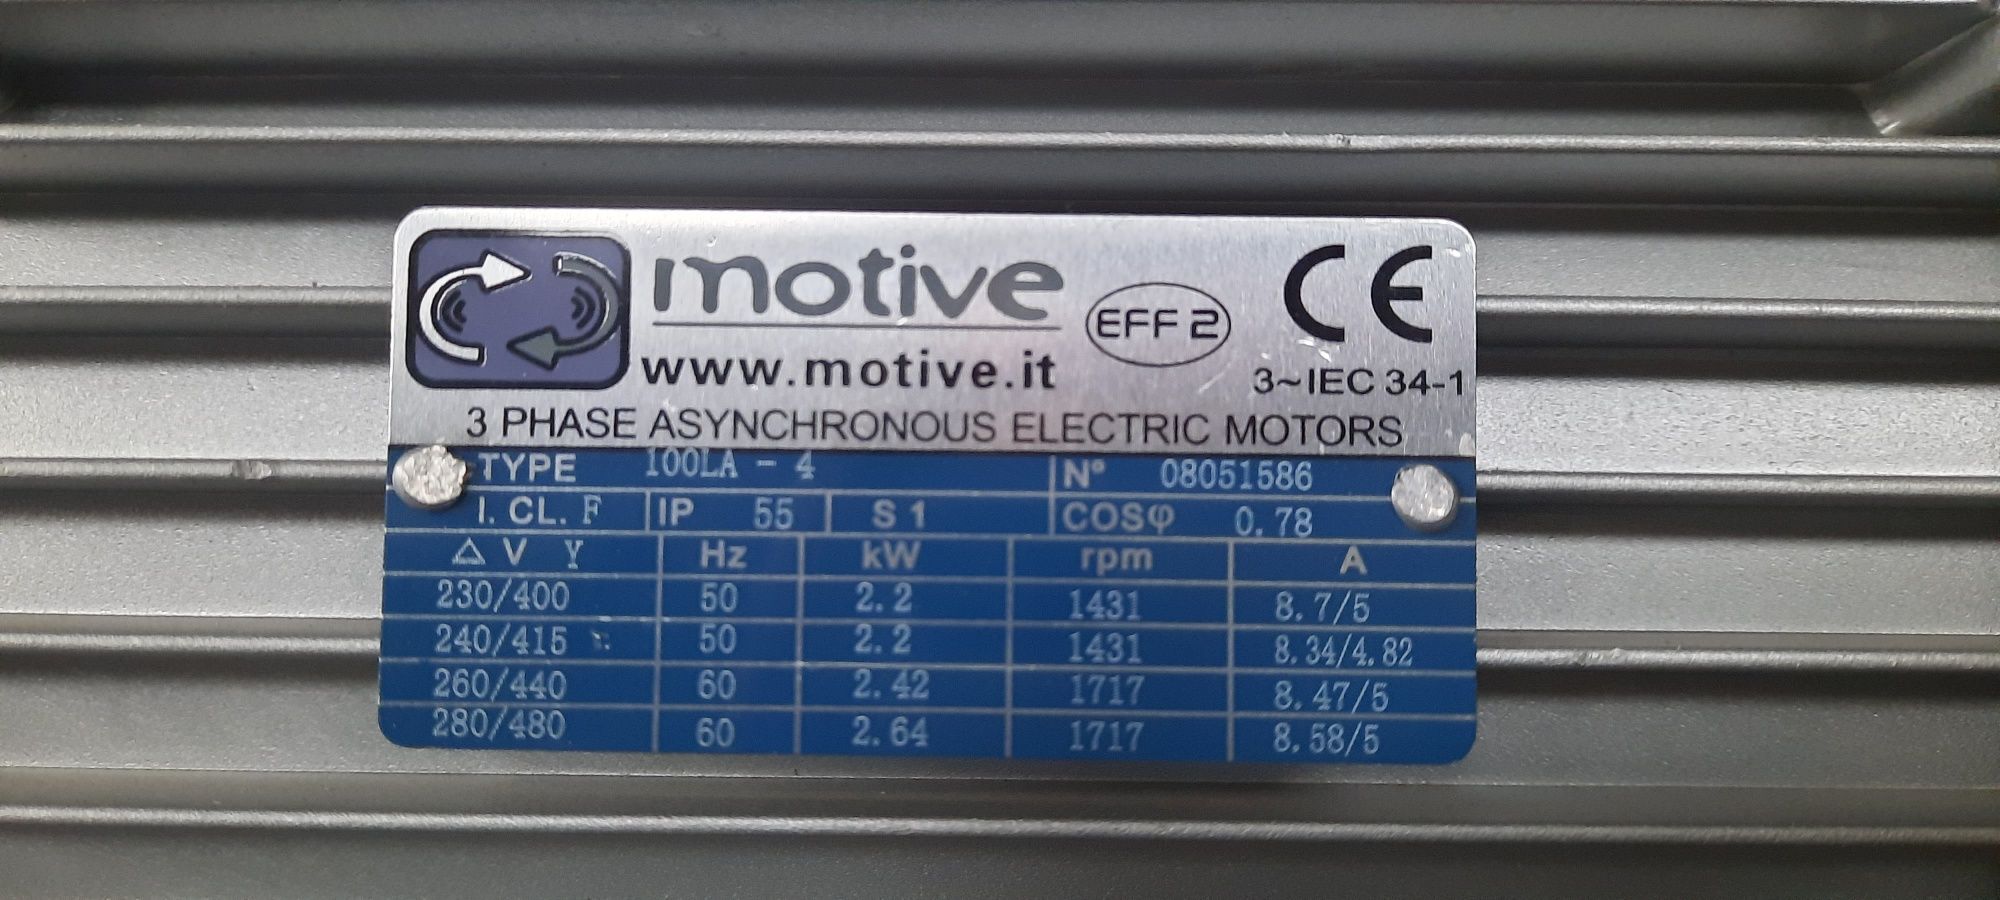 motive
EFF 2
CE
www.motive.it
3~IEC 34-1
3 PHASE ASYNCHRONOUS ELECTRIC MOTORS
TYPE 100LA - 4 N° 08051586
I. CL. F IP 55 S1 COSφ 0.78
△ V Y Hz kW rpm A
230/400 50 2.2 1431 8.7/5
240/415 50 2.2 1431 8.34/4.82
260/440 60 2.42 1717 8.47/5
280/480 60 2.64 1717 8.58/5